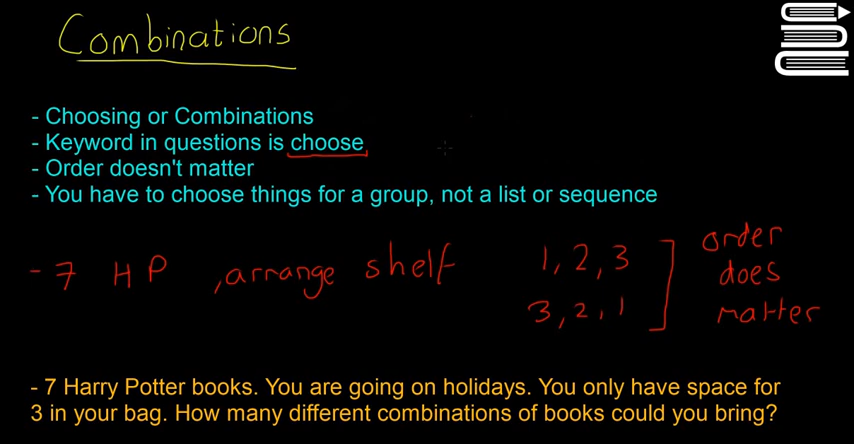 Combinations
- Choosing or Combinations
- Keyword in questions is choose
- Order doesn't matter
- You have to choose things for a group, not a list or sequence
- 7 HP , arrange shelf 1, 2, 3 order
does
3, 2, 1 matter
- 7 Harry Potter books. You are going on holidays. You only have space for
3 in your bag. How many different combinations of books could you bring?